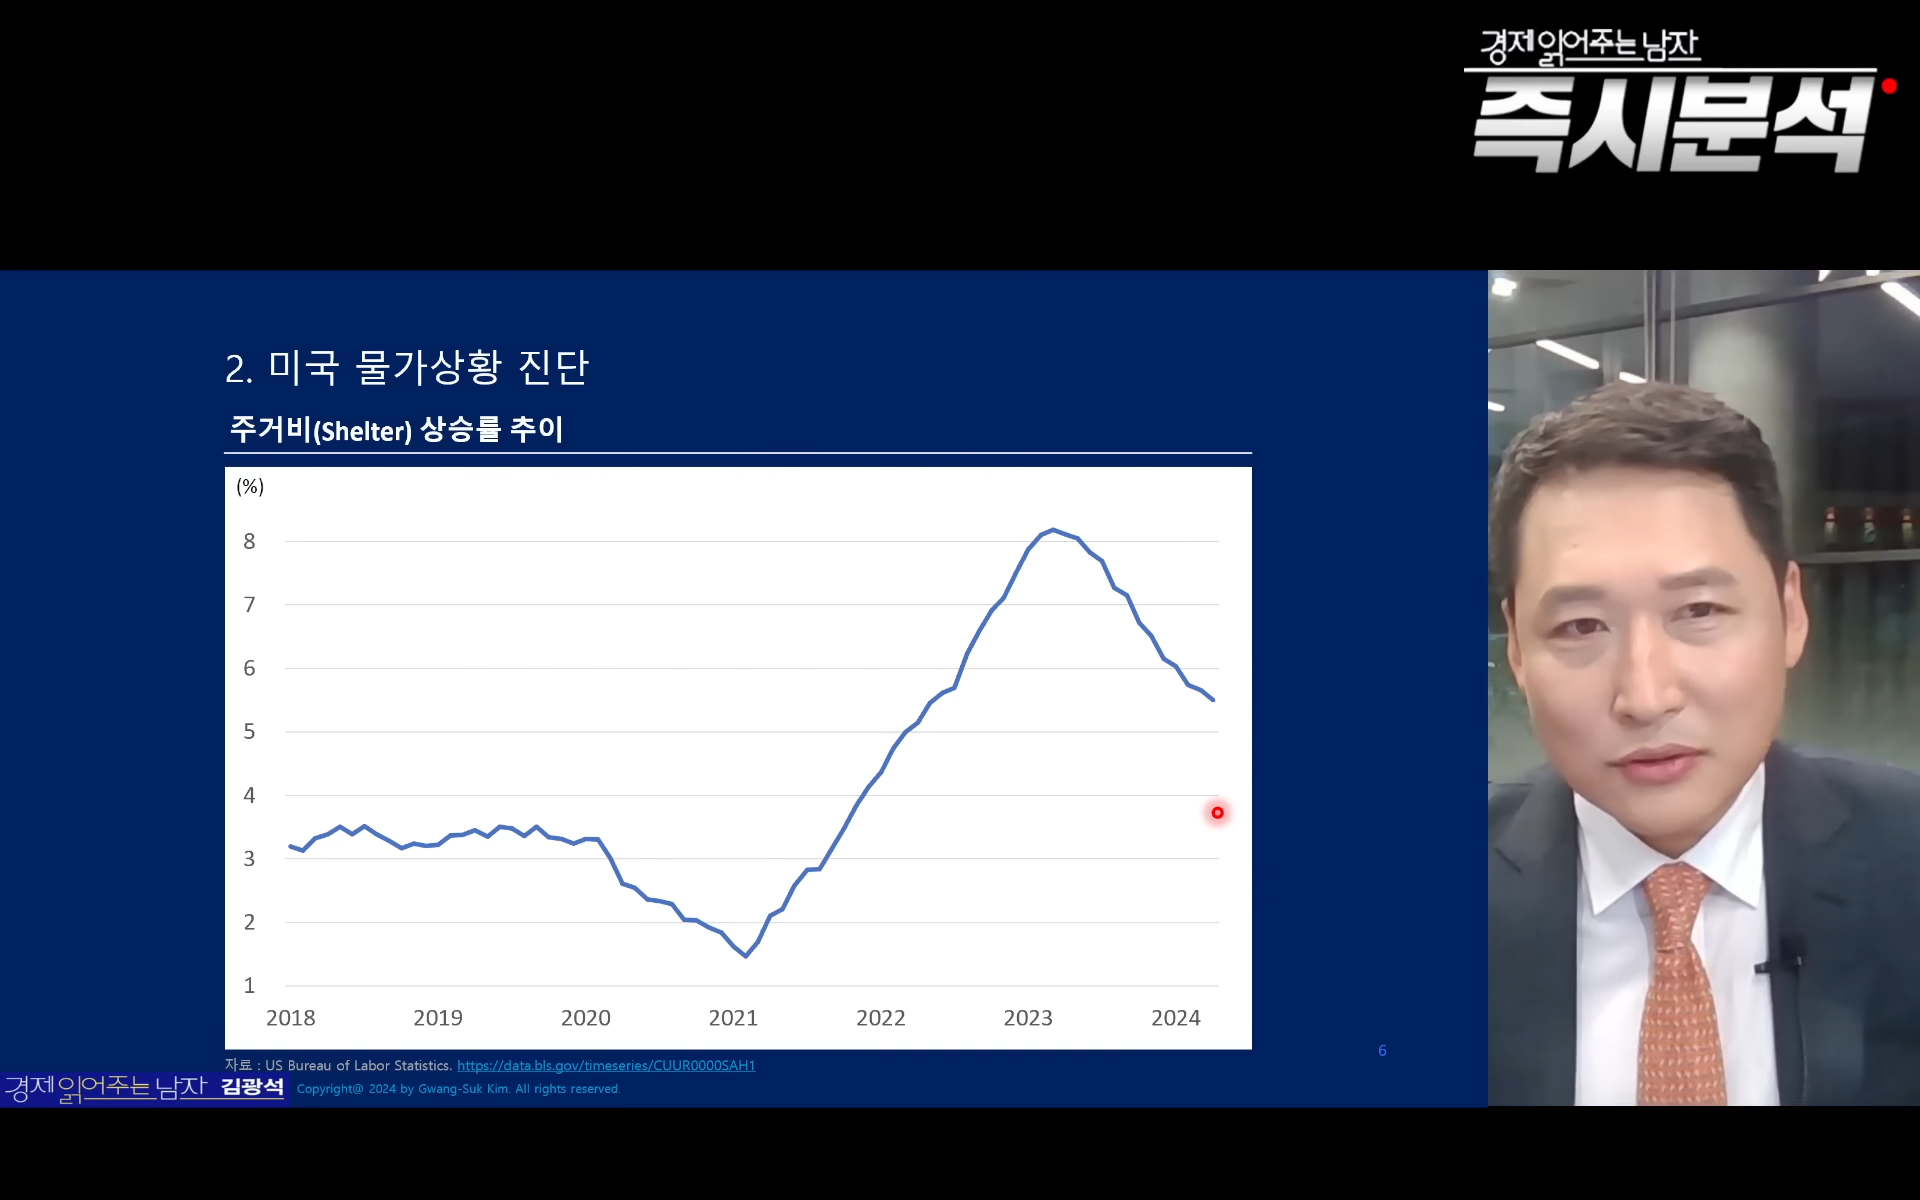 경제읽어주는남자
즉시분석
2. 미국 물가상황 진단
주거비(Shelter) 상승률 추이
(%)
8
7
6
5
4
3
2
1
2018 2019 2020 2021 2022 2023 2024
자료 : US Bureau of Labor Statistics. https://data.bls.gov/timeseries/CUUR0000SAH1
6
경제읽어주는남자 김광석 Copyright@ 2024 by Gwang-Suk Kim. All rights reserved.